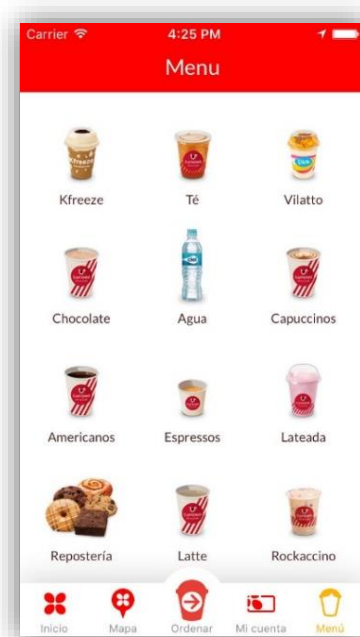 Carrier 4:25 PM
Menu
Kfreeze Té Vilatto
Chocolate Agua Capuccinos
Americanos Espressos Lateada
Repostería Latte Rockaccino
Inicio Mapa Ordenar Mi cuenta Menú